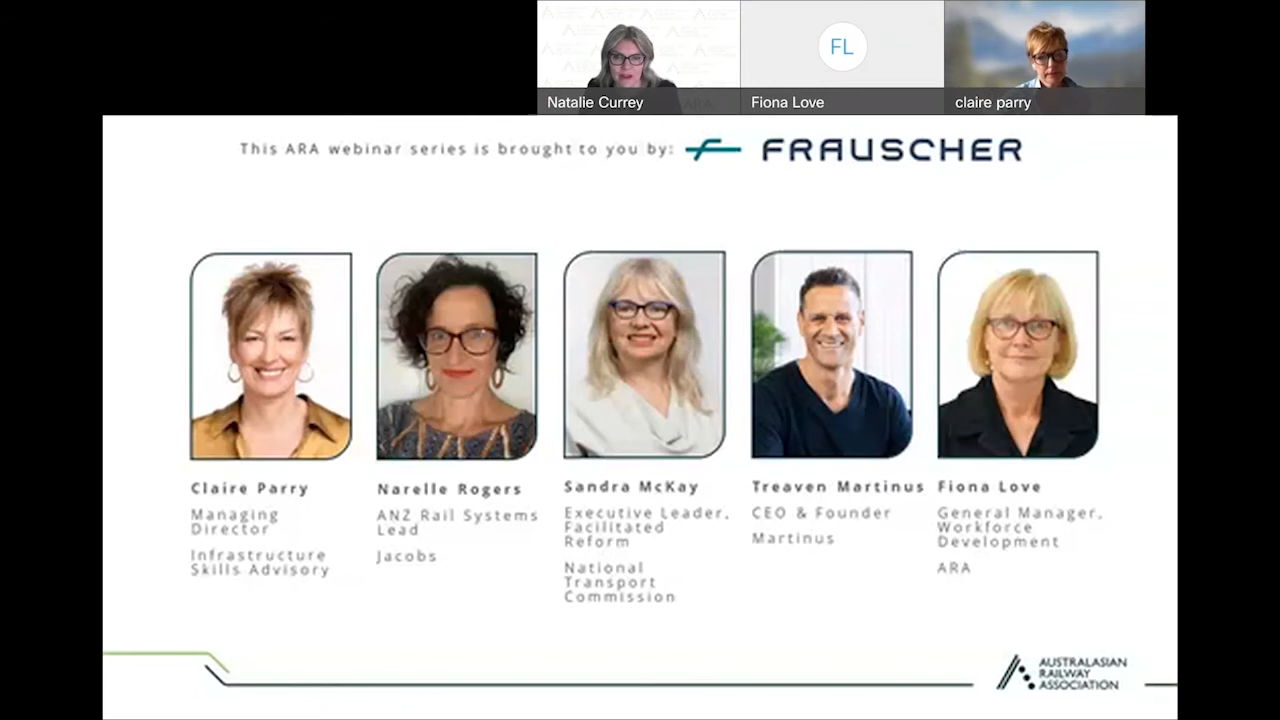 FL
Natalie Currey
Fiona Love
claire parry
This ARA webinar series is brought to you by:
FRAUSCHER
Claire Parry
Managing
Director
Infrastructure
Skills Advisory
Narelle Rogers
ANZ Rail Systems
Lead
Jacobs
Sandra McKay
Executive Leader,
Facilitated
Reform
National
Transport
Commission
Treaven Martinus
CEO & Founder
Martinus
Fiona Love
General Manager,
Workforce
Development
ARA
AUSTRALASIAN
RAILWAY
ASSOCIATION